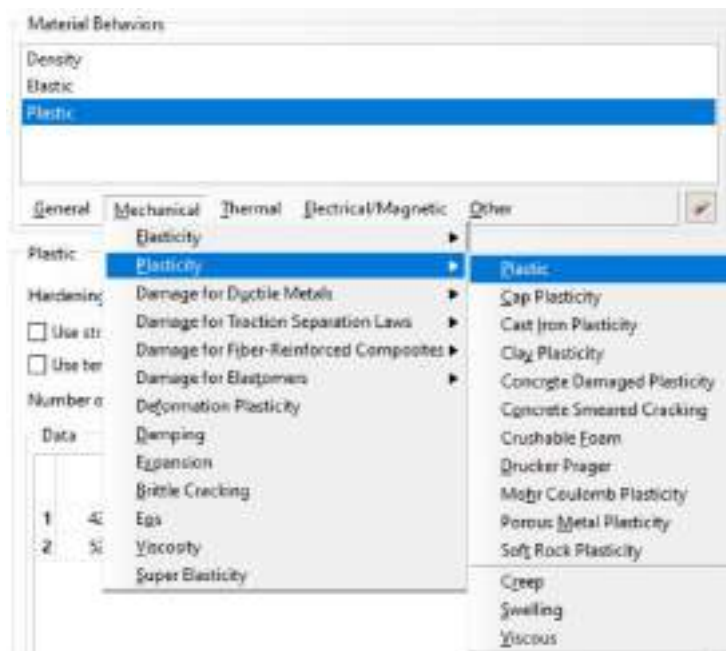 Material Behaviors
Density
Elastic
Plastic
General Mechanical Thermal Electrical/Magnetic Other
Elasticity
Plasticity
Damage for Ductile Metals
Damage for Traction Separation Laws
Damage for Fiber-Reinforced Composites
Damage for Elastomers
Deformation Plasticity
Damping
Expansion
Brittle Cracking
Eos
Viscosity
Super Elasticity
Plastic
Cap Plasticity
Cast Iron Plasticity
Clay Plasticity
Concrete Damaged Plasticity
Concrete Smeared Cracking
Crushable Foam
Drucker Prager
Mohr Coulomb Plasticity
Porous Metal Plasticity
Soft Rock Plasticity
Creep
Swelling
Viscous
Plastic
Hardening
Use str
Use
Number o
Data
1
2